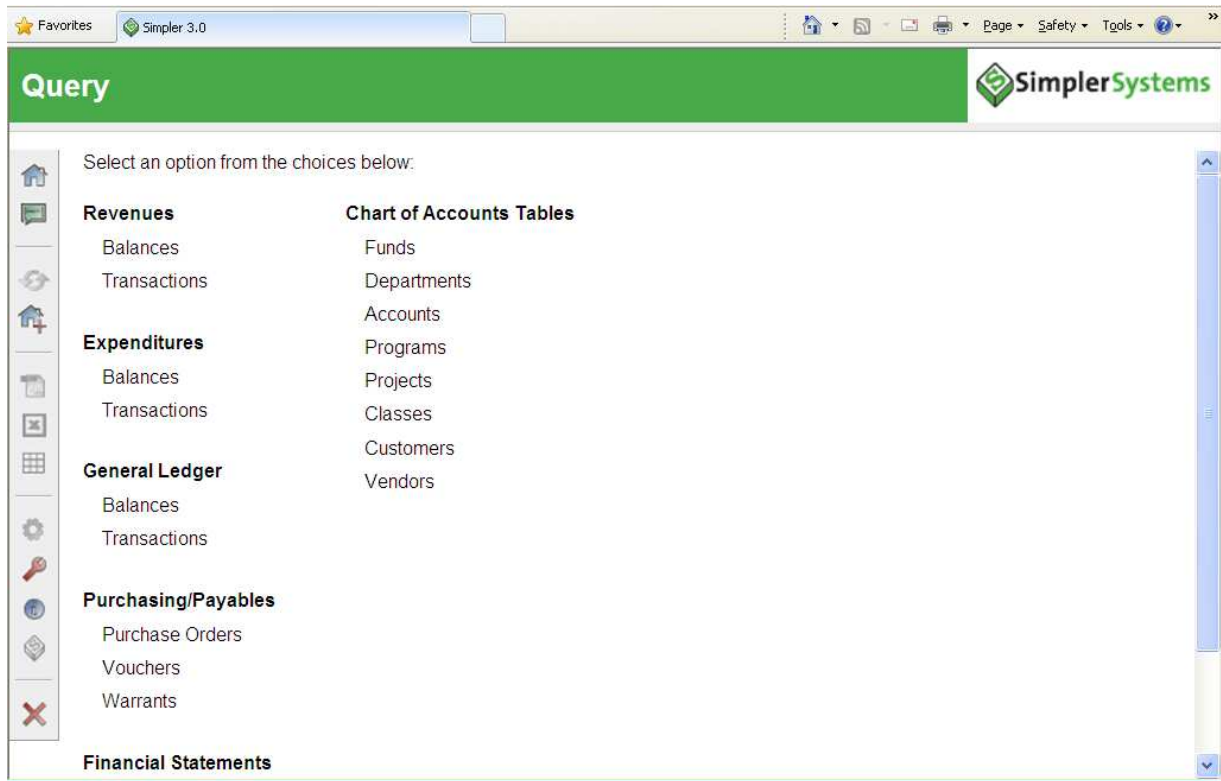 Favorites
Simpler 3.0
Page
Safety
Tools
Query
SimplerSystems
Select an option from the choices below:
Revenues
Balances
Transactions
Expenditures
Balances
Transactions
General Ledger
Balances
Transactions
Purchasing/Payables
Purchase Orders
Vouchers
Warrants
Financial Statements
Chart of Accounts Tables
Funds
Departments
Accounts
Programs
Projects
Classes
Customers
Vendors